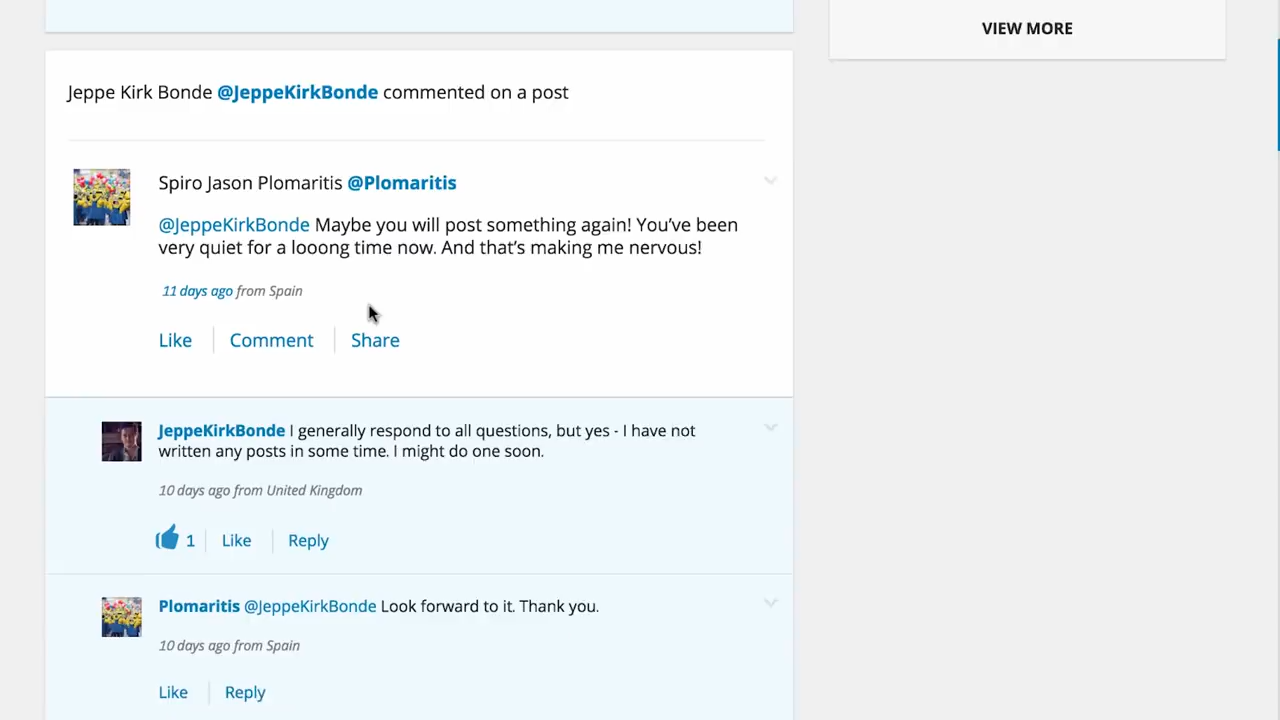 VIEW MORE
Jeppe Kirk Bonde @JeppeKirkBonde commented on a post
Spiro Jason Plomaritis @Plomaritis
@JeppeKirkBonde Maybe you will post something again! You’ve been
very quiet for a looong time now. And that’s making me nervous!
11 days ago from Spain
Like Comment Share
JeppeKirkBonde I generally respond to all questions, but yes - I have not
written any posts in some time. I might do one soon.
10 days ago from United Kingdom
1 Like Reply
Plomaritis @JeppeKirkBonde Look forward to it. Thank you.
10 days ago from Spain
Like Reply